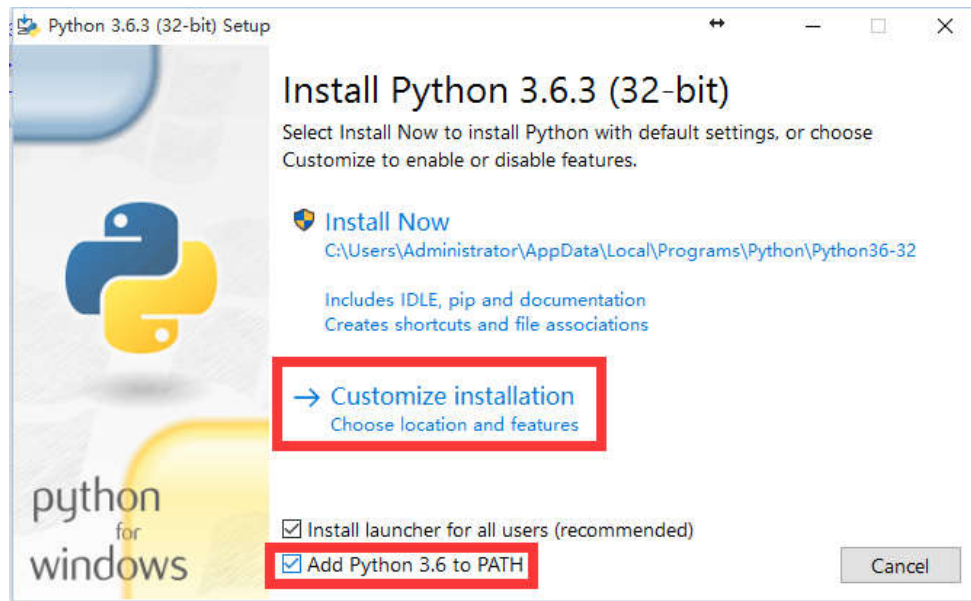 Python 3.6.3 (32-bit) Setup
Install Python 3.6.3 (32-bit)
Select Install Now to install Python with default settings, or choose
Customize to enable or disable features.
Install Now
C:\Users\Administrator\AppData\Local\Programs\Python\Python36-32
Includes IDLE, pip and documentation
Creates shortcuts and file associations
Customize installation
Choose location and features
python
for
windows
Install launcher for all users (recommended)
Add Python 3.6 to PATH
Cancel